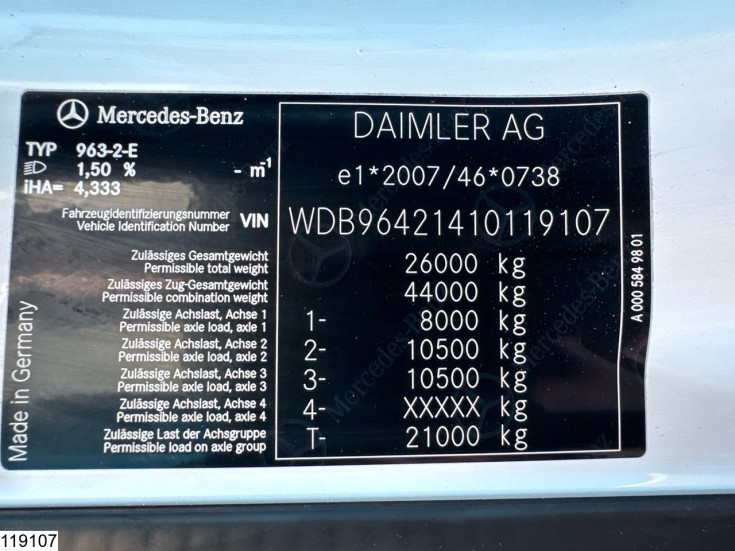 Mercedes-Benz
TYP 963-2-E
1,50 % - m-1
iHA= 4,333
Fahrzeugidentifizierungsnummer
Vehicle Identification Number VIN
Zulässiges Gesamtgewicht
Permissible total weight
Zulässiges Zug-Gesamtgewicht
Permissible combination weight
Zulässige Achslast, Achse 1
Permissible axle load, axle 1
Zulässige Achslast, Achse 2
Permissible axle load, axle 2
Zulässige Achslast, Achse 3
Permissible axle load, axle 3
Zulässige Achslast, Achse 4
Permissible axle load, axle 4
Zulässige Last der Achsgruppe
Permissible load on axle group
DAIMLER AG
e1*2007/46*0738
WDB96421410119107
26000 kg
44000 kg
1- 8000 kg
2- 10500 kg
3- 10500 kg
4- XXXXX kg
T- 21000 kg
Made in Germany
A 000 584 98 01
119107